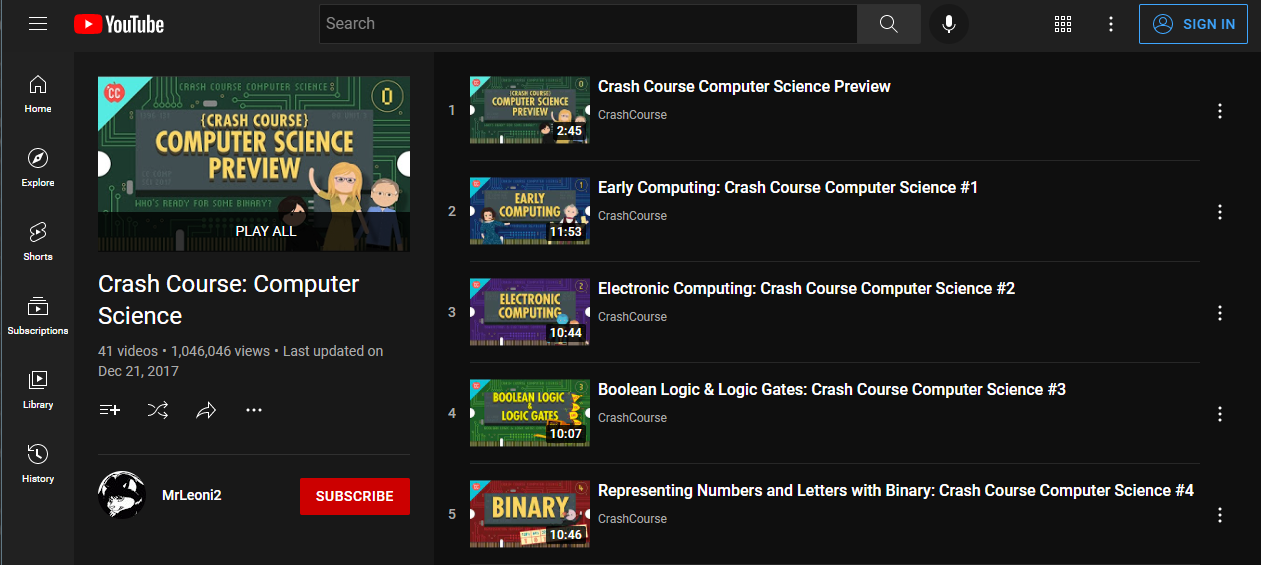 YouTube
Search
SIGN IN
Home
Explore
Shorts
Subscriptions
Library
History
CC
CRASH COURSE COMPUTER SCIENCE
0
{CRASH COURSE}
COMPUTER SCIENCE
PREVIEW
WHO'S READY FOR SOME BINARY?
PLAY ALL
Crash Course: Computer
Science
41 videos • 1,046,046 views • Last updated on
Dec 21, 2017
MrLeoni2
SUBSCRIBE
1
{CRASH COURSE}
COMPUTER SCIENCE
PREVIEW
0
2:45
Crash Course Computer Science Preview
CrashCourse
2
EARLY
COMPUTING
1
11:53
Early Computing: Crash Course Computer Science #1
CrashCourse
3
ELECTRONIC
COMPUTING
2
10:44
Electronic Computing: Crash Course Computer Science #2
CrashCourse
4
BOOLEAN LOGIC
&
LOGIC GATES
3
10:07
Boolean Logic & Logic Gates: Crash Course Computer Science #3
CrashCourse
5
BINARY
4
10:46
Representing Numbers and Letters with Binary: Crash Course Computer Science #4
CrashCourse